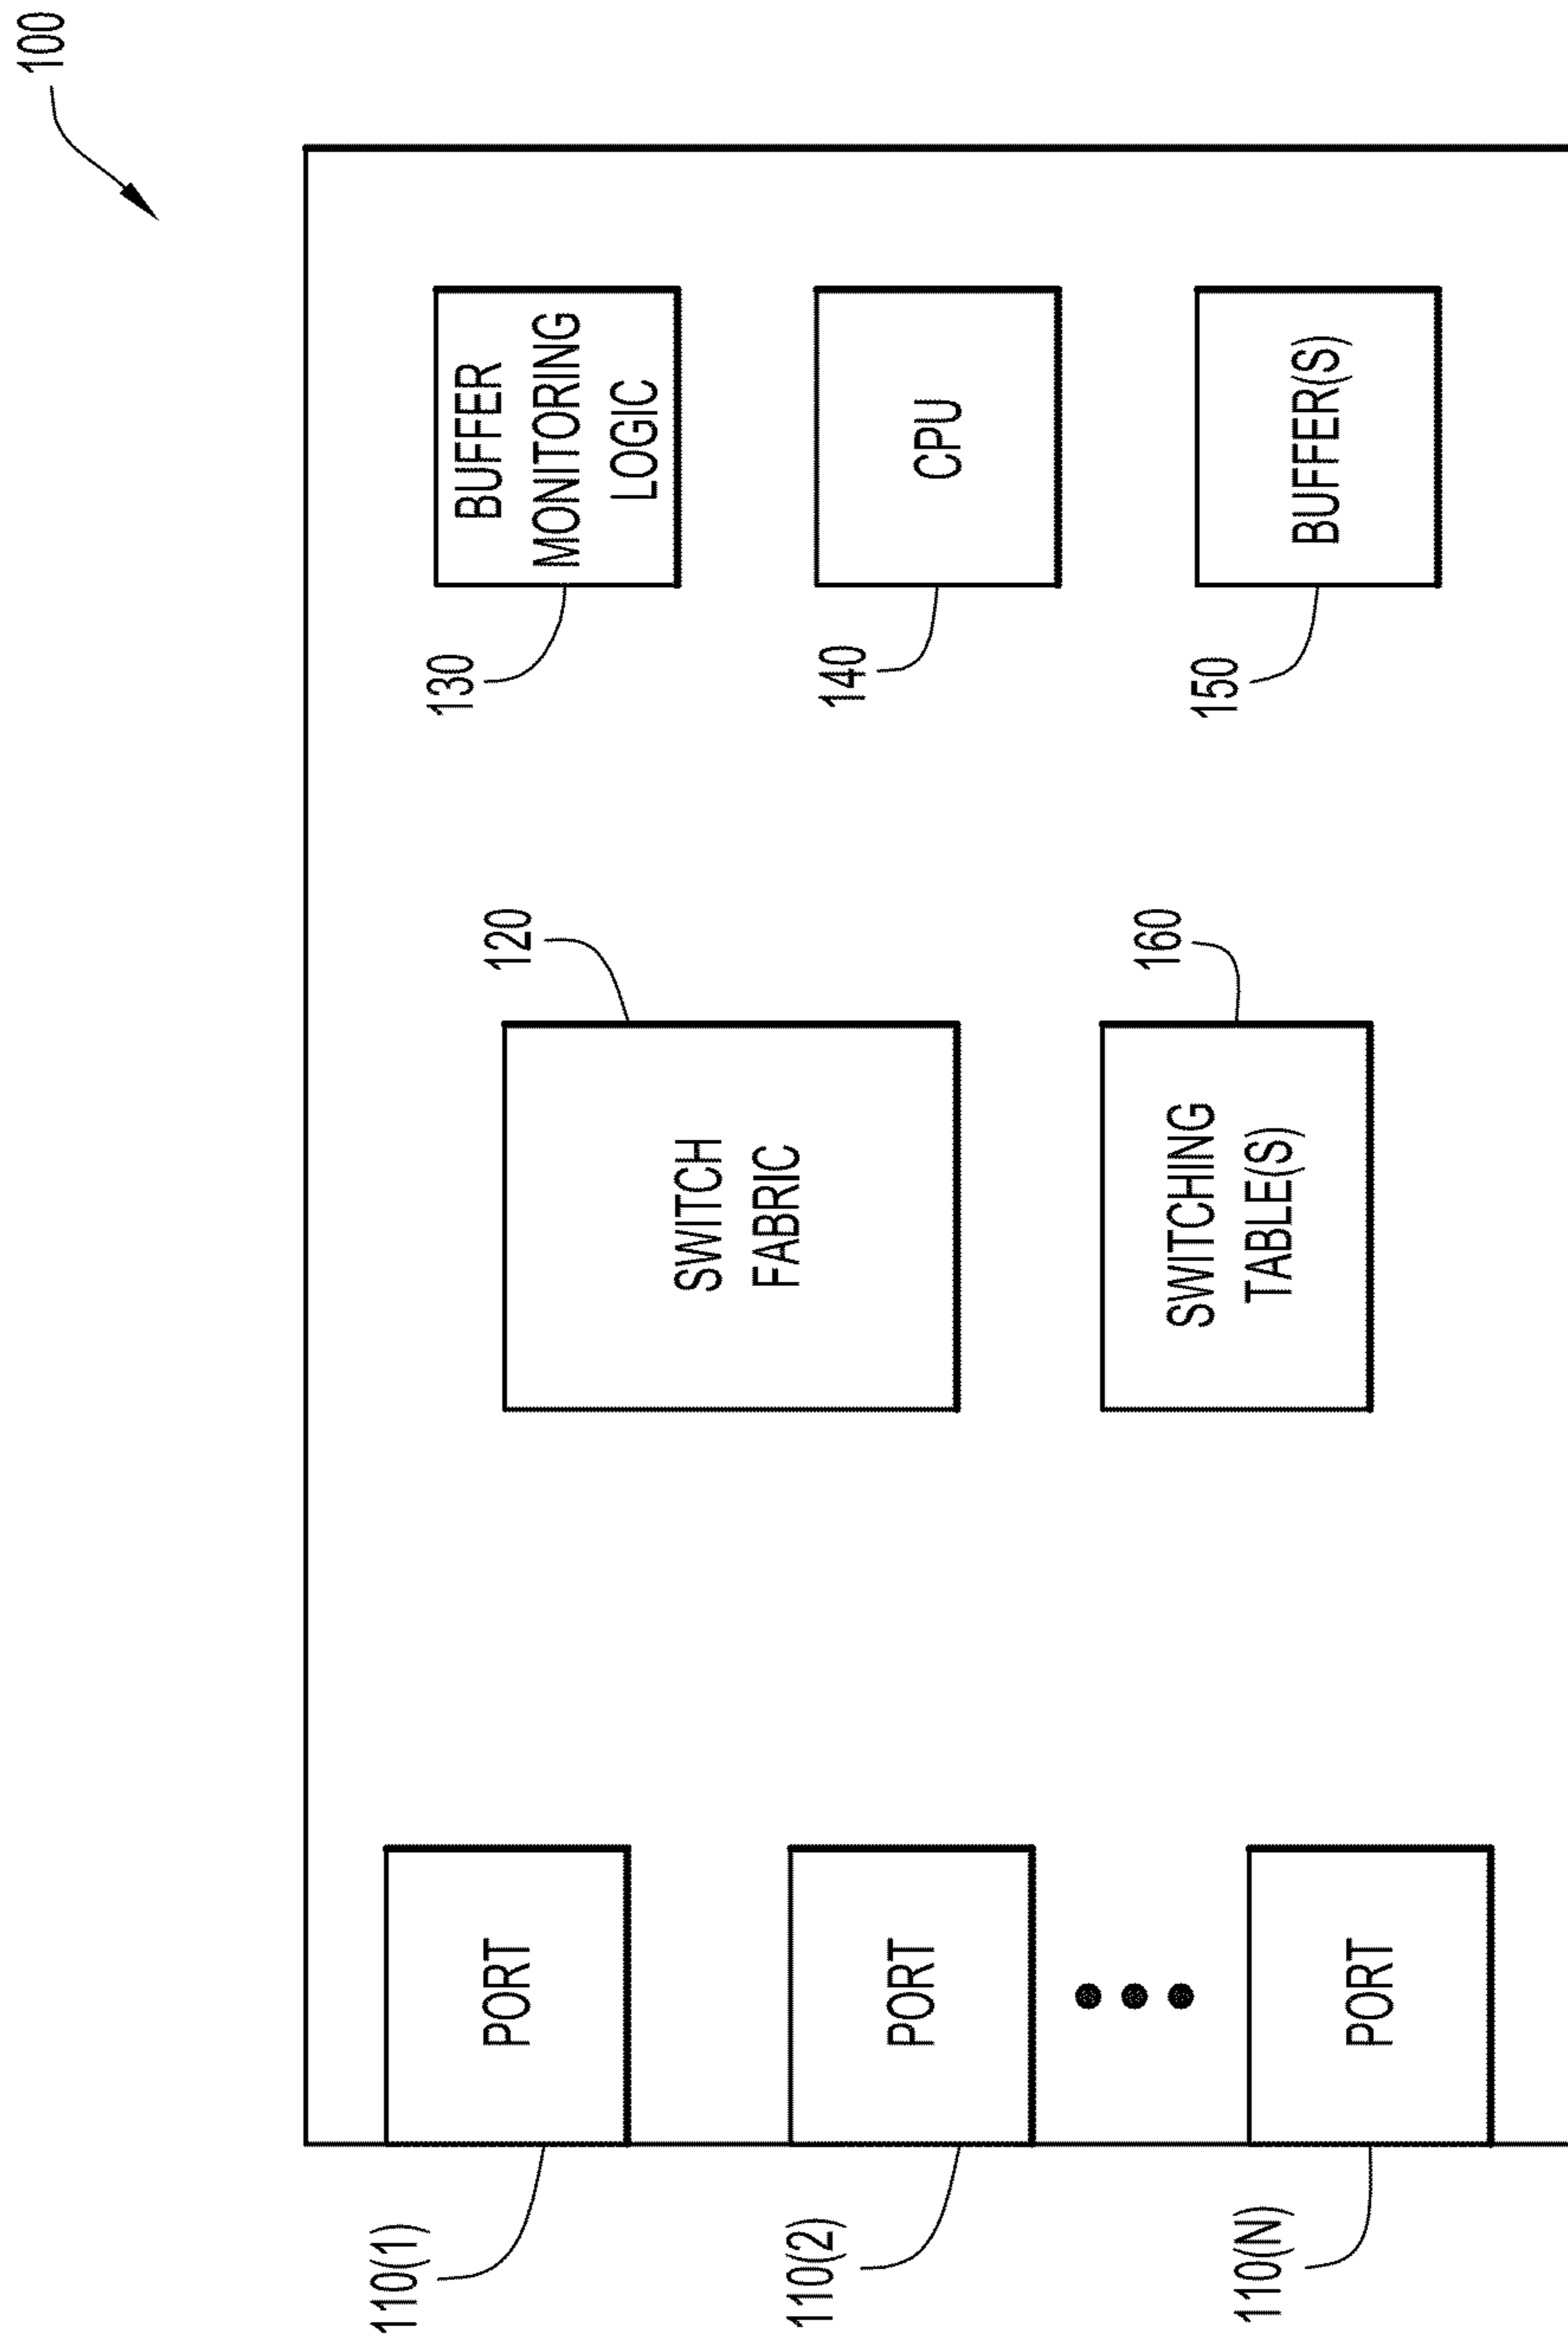 100
110(1)
PORT
120
SWITCH
FABRIC
130
BUFFER
MONITORING
LOGIC
110(2)
PORT
140
CPU
110(N)
PORT
160
SWITCHING
TABLE(S)
150
BUFFER(S)